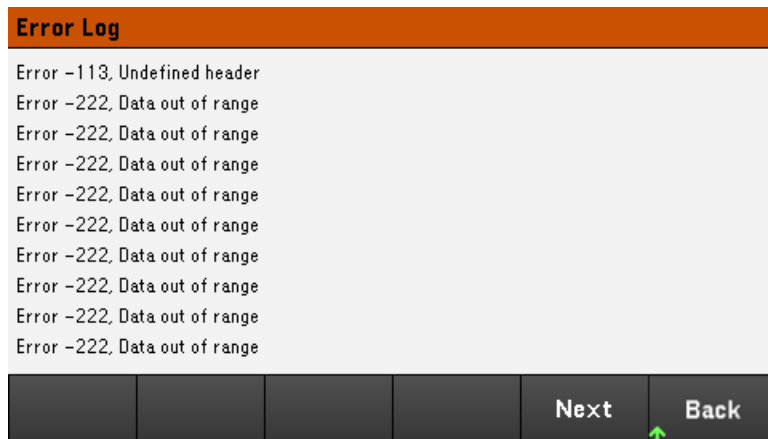 Error Log
Error -113, Undefined header
Error -222, Data out of range
Error -222, Data out of range
Error -222, Data out of range
Error -222, Data out of range
Error -222, Data out of range
Error -222, Data out of range
Error -222, Data out of range
Error -222, Data out of range
Error -222, Data out of range
Next Back